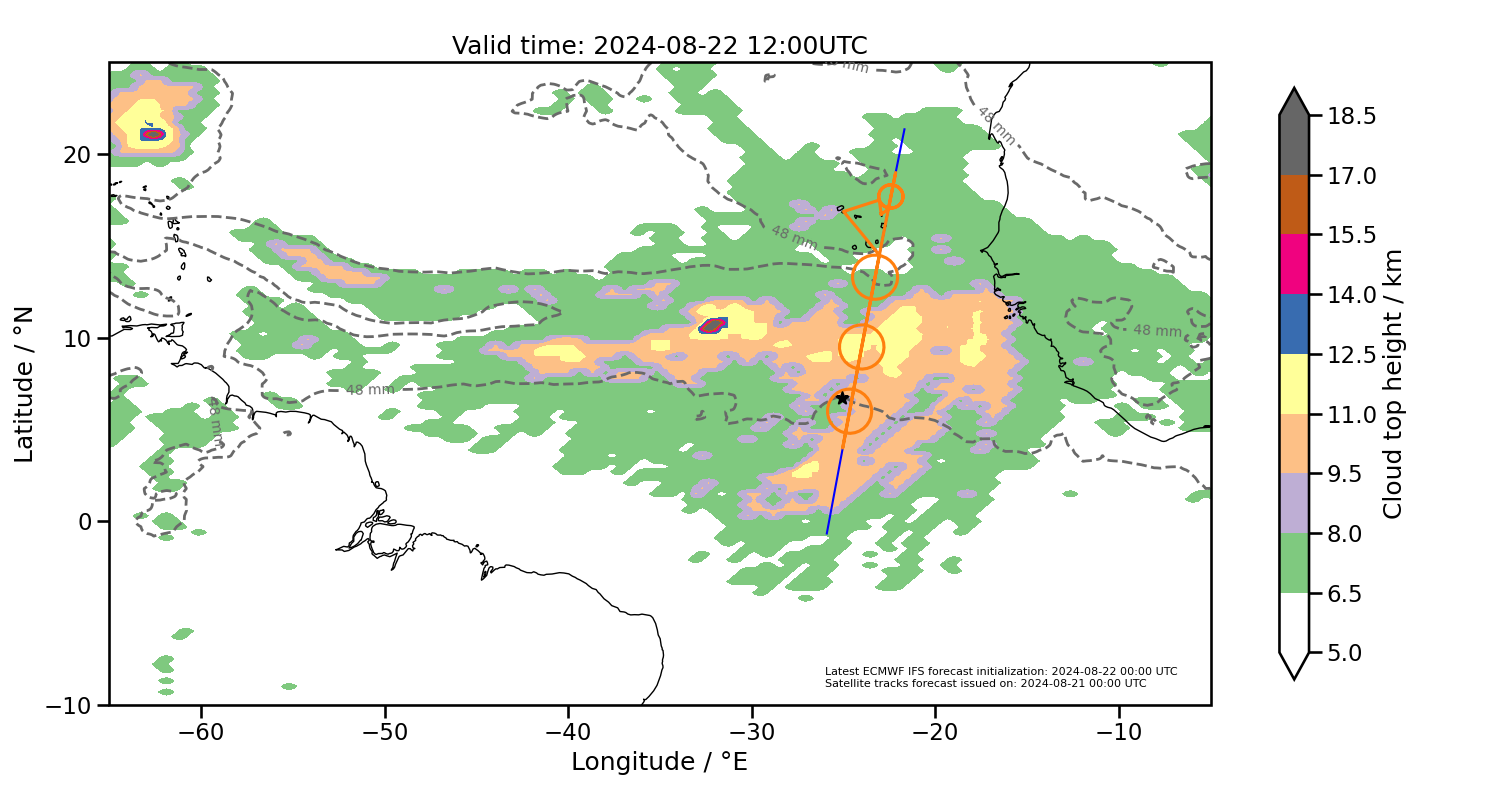 Valid time: 2024-08-22 12:00UTC
48 mm
48 mm
48 mm
48 mm
48 mm
20
10
0
−10
Latitude / °N
−60
−50
−40
−30
−20
−10
Longitude / °E
Latest ECMWF IFS forecast initialization: 2024-08-22 00:00 UTC
Satellite tracks forecast issued on: 2024-08-21 00:00 UTC
18.5
17.0
15.5
14.0
12.5
11.0
9.5
8.0
6.5
5.0
Cloud top height / km